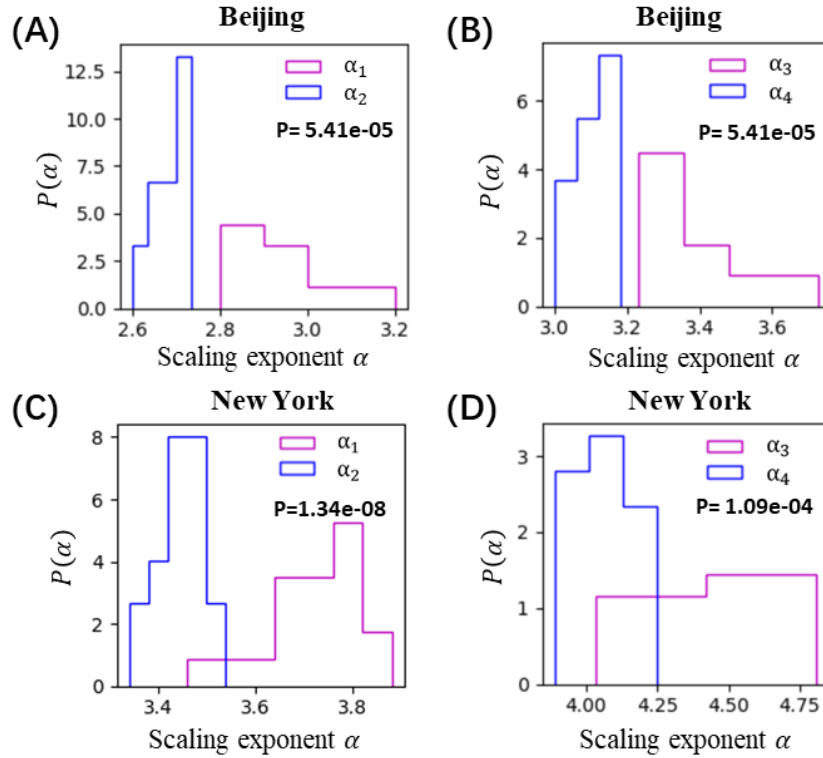 (A)
Beijing
α₁
α₂
P= 5.41e-05
12.5
10.0
7.5
5.0
2.5
0.0
P(α)
2.6 2.8 3.0 3.2
Scaling exponent α
(B)
Beijing
α₃
α₄
P= 5.41e-05
6
4
2
0
P(α)
3.0 3.2 3.4 3.6
Scaling exponent α
(C)
New York
α₁
α₂
P=1.34e-08
8
6
4
2
0
P(α)
3.4 3.6 3.8
Scaling exponent α
(D)
New York
α₃
α₄
P= 1.09e-04
3
2
1
0
P(α)
4.00 4.25 4.50 4.75
Scaling exponent α